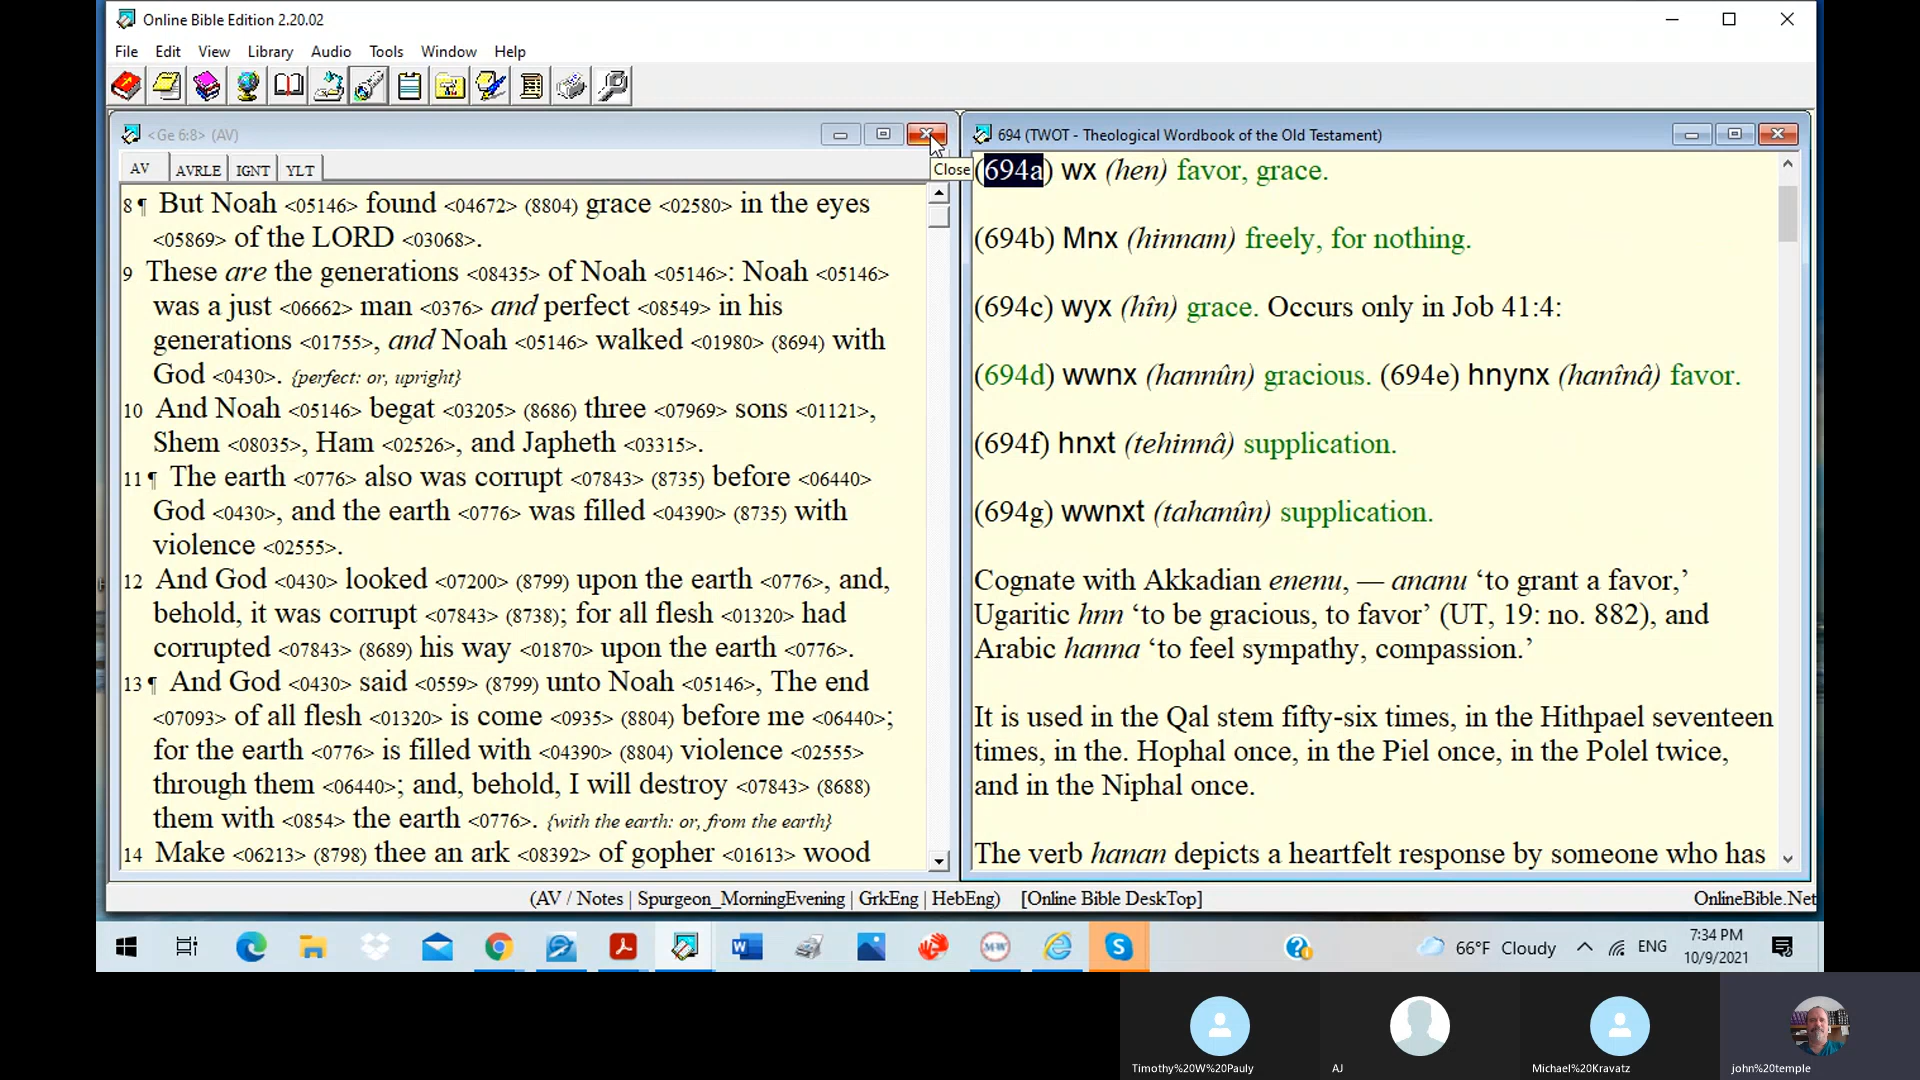 Online Bible Edition 2.20.02
File Edit View Library Audio Tools Window Help
<Ge 6:8> (AV)
AV AVRLE IGNT YLT
8 ¶ But Noah <05146> found <04672> (8804) grace <02580> in the eyes
<05869> of the LORD <03068>.
9 These are the generations <08435> of Noah <05146>: Noah <05146>
was a just <06662> man <0376> and perfect <08549> in his
generations <01755>, and Noah <05146> walked <01980> (8694) with
God <0430>. {perfect: or, upright}
10 And Noah <05146> begat <03205> (8686) three <07969> sons <01121>,
Shem <08035>, Ham <02526>, and Japheth <03315>.
11 ¶ The earth <0776> also was corrupt <07843> (8735) before <06440>
God <0430>, and the earth <0776> was filled <04390> (8735) with
violence <02555>.
12 And God <0430> looked <07200> (8799) upon the earth <0776>, and,
behold, it was corrupt <07843> (8738); for all flesh <01320> had
corrupted <07843> (8689) his way <01870> upon the earth <0776>.
13 ¶ And God <0430> said <0559> (8799) unto Noah <05146>, The end
<07093> of all flesh <01320> is come <0935> (8804) before me <06440>;
for the earth <0776> is filled with <04390> (8804) violence <02555>
through them <06440>; and, behold, I will destroy <07843> (8688)
them with <0854> the earth <0776>. {with the earth: or, from the earth}
14 Make <06213> (8798) thee an ark <08392> of gopher <01613> wood
Close
694 (TWOT - Theological Wordbook of the Old Testament)
(694a) wx (hen) favor, grace.
(694b) Mnx (hinnam) freely, for nothing.
(694c) wyx (hîn) grace. Occurs only in Job 41:4:
(694d) wwnx (hannûn) gracious. (694e) hnynx (hanînâ) favor.
(694f) hnxt (tehinnâ) supplication.
(694g) wwnxt (tahanûn) supplication.
Cognate with Akkadian enenu, — ananu ‘to grant a favor,’
Ugaritic hnn ‘to be gracious, to favor’ (UT, 19: no. 882), and
Arabic hanna ‘to feel sympathy, compassion.’
It is used in the Qal stem fifty-six times, in the Hithpael seventeen
times, in the. Hophal once, in the Piel once, in the Polel twice,
and in the Niphal once.
The verb hanan depicts a heartfelt response by someone who has
(AV / Notes | Spurgeon_MorningEvening | GrkEng | HebEng) [Online Bible DeskTop] OnlineBible.Net
66°F Cloudy ENG 7:34 PM
10/9/2021
Timothy%20W%20Pauly AJ Michael%20Kravatz john%20temple